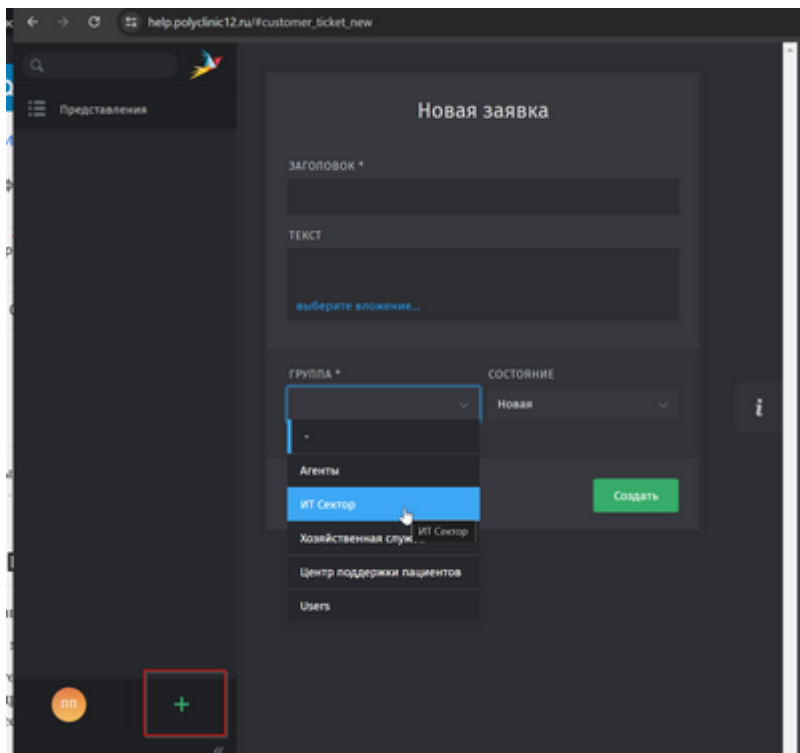 help.polyclinic12.ru/#customer_ticket_new
Представления
Новая заявка
ЗАГОЛОВОК *
ТЕКСТ
выберите вложение...
ГРУППА * СОСТОЯНИЕ
Новая
-
Агенты
ИТ Сектор
ИТ Сектор
Хозяйственная
Центр поддержки пациентов
Users
Создать
ПП